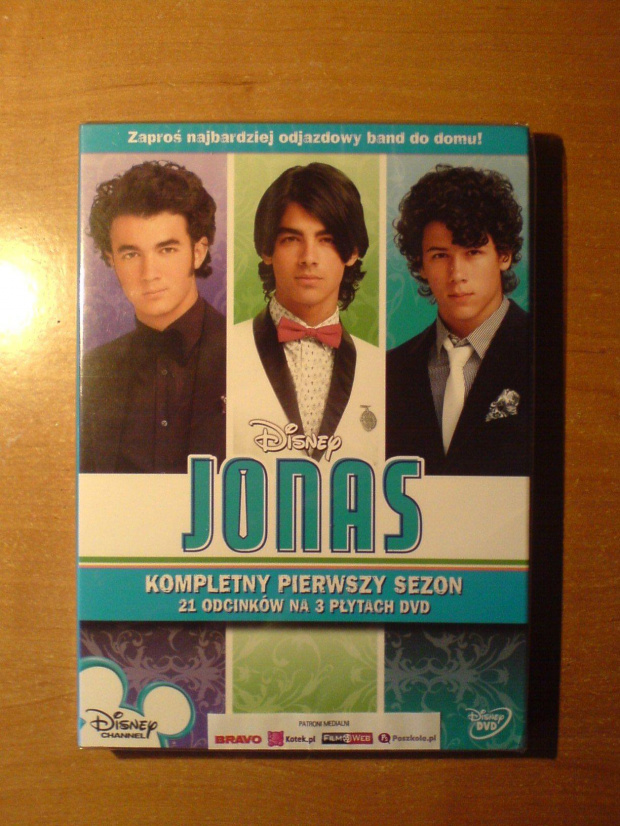 Zaproś najbardziej odjazdowy band do domu!
Disney
JONAS
KOMPLETNY PIERWSZY SEZON
21 ODCINKÓW NA 3 PŁYTACH DVD
Disney
CHANNEL
PATRONI MEDIALNI
BRAVO Kotek.pl FILMWEB Poszkole.pl
Disney
DVD